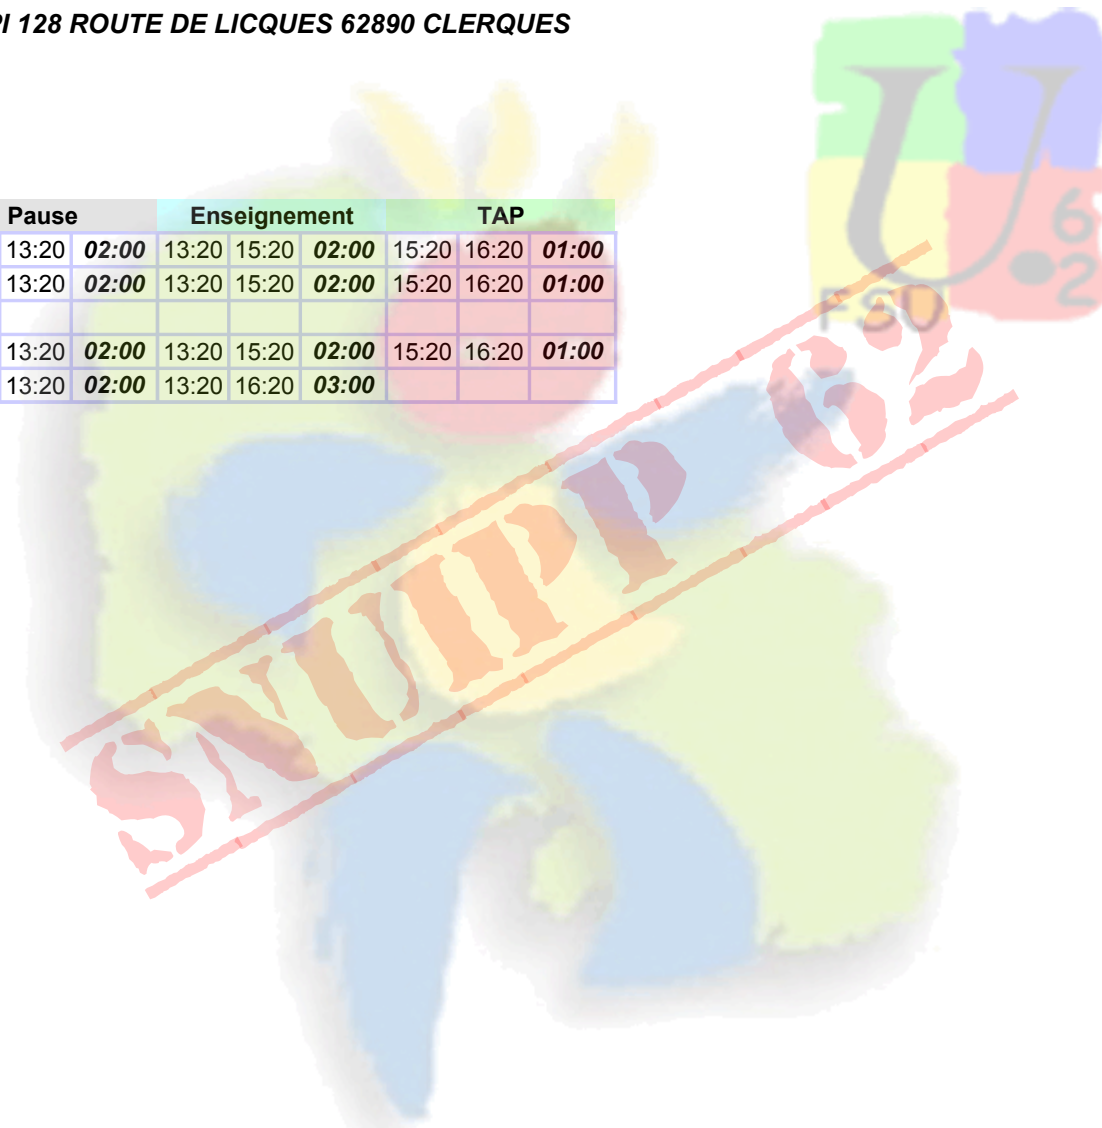 PI 128 ROUTE DE LICQUES 62890 CLERQUES
Pause Enseignement TAP
13:20 02:00 13:20 15:20 02:00 15:20 16:20 01:00
13:20 02:00 13:20 15:20 02:00 15:20 16:20 01:00
13:20 02:00 13:20 15:20 02:00 15:20 16:20 01:00
13:20 02:00 13:20 16:20 03:00
U.
62
FSU
SNUIPP 62